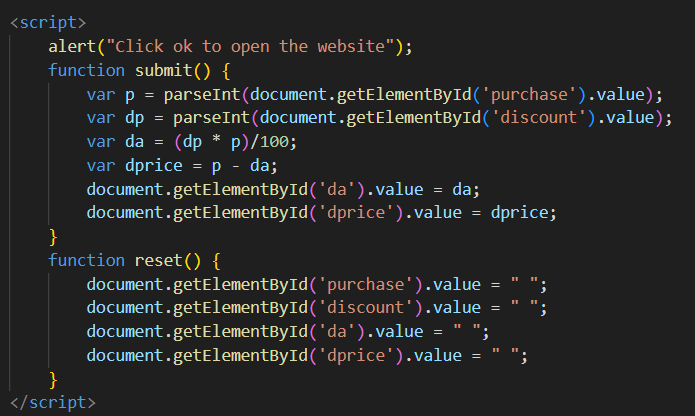 <script>
alert("Click ok to open the website");
function submit() {
var p = parseInt(document.getElementById('purchase').value);
var dp = parseInt(document.getElementById('discount').value);
var da = (dp * p)/100;
var dprice = p - da;
document.getElementById('da').value = da;
document.getElementById('dprice').value = dprice;
}
function reset() {
document.getElementById('purchase').value = " ";
document.getElementById('discount').value = " ";
document.getElementById('da').value = " ";
document.getElementById('dprice').value = " ";
}
</script>